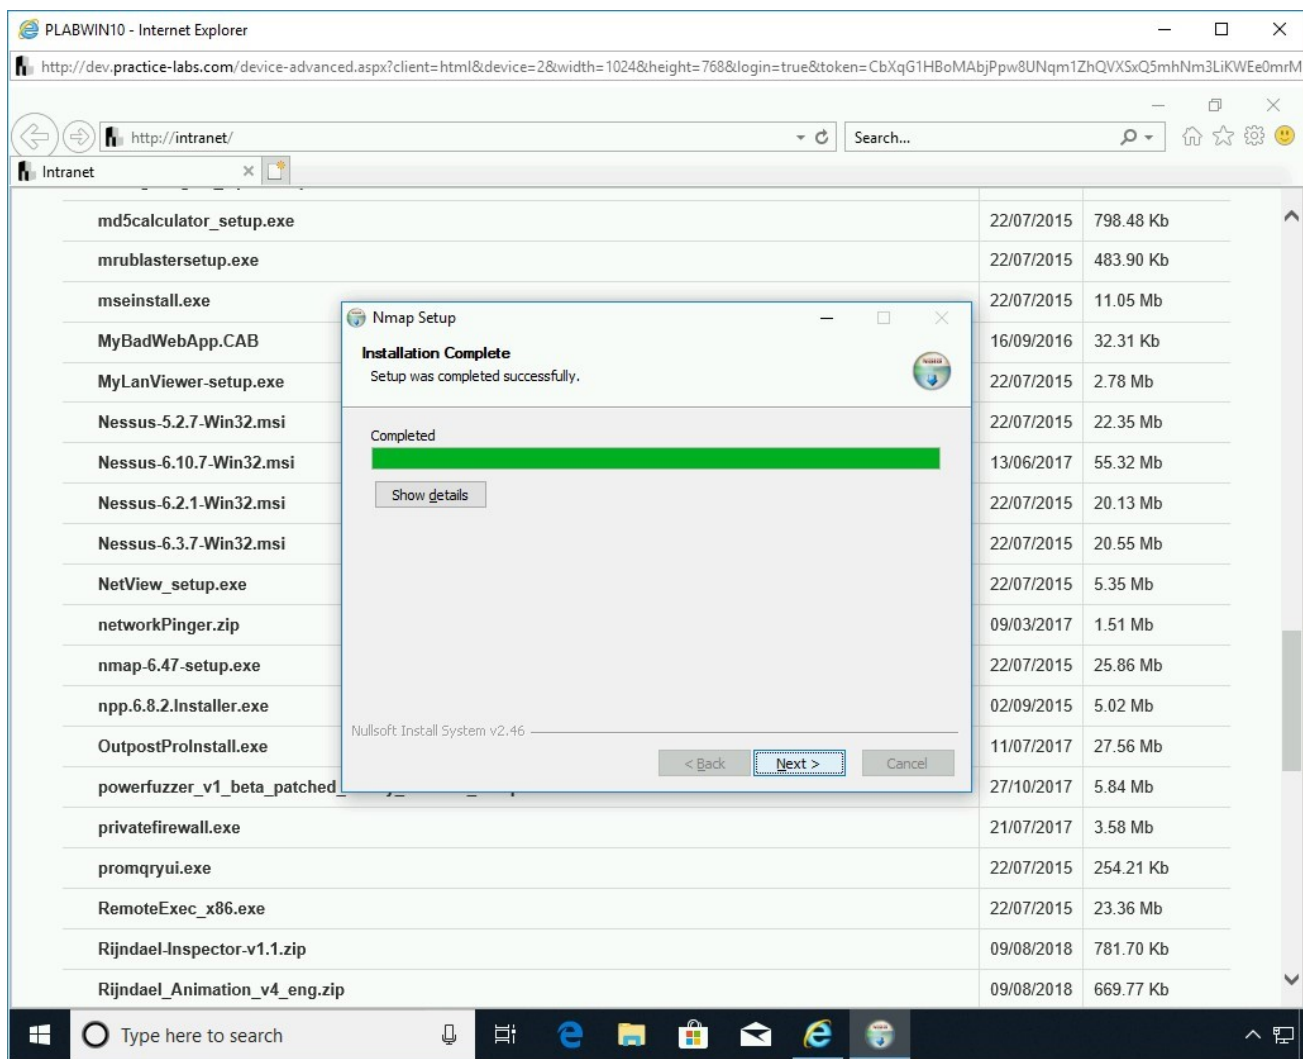 PLABWIN10 - Internet Explorer
http://dev.practice-labs.com/device-advanced.aspx?client=html&device=2&width=1024&height=768&login=true&token=CbXqG1HBoMAbjPpw8UNqm1ZhQVXSxQ5mhNm3LiKWEe0mrM
http://intranet/
Search...
Intranet
md5calculator_setup.exe 22/07/2015 798.48 Kb
mrublastersetup.exe 22/07/2015 483.90 Kb
mseinstall.exe 22/07/2015 11.05 Mb
MyBadWebApp.CAB 16/09/2016 32.31 Kb
MyLanViewer-setup.exe 22/07/2015 2.78 Mb
Nessus-5.2.7-Win32.msi 22/07/2015 22.35 Mb
Nessus-6.10.7-Win32.msi 13/06/2017 55.32 Mb
Nessus-6.2.1-Win32.msi 22/07/2015 20.13 Mb
Nessus-6.3.7-Win32.msi 22/07/2015 20.55 Mb
NetView_setup.exe 22/07/2015 5.35 Mb
networkPinger.zip 09/03/2017 1.51 Mb
nmap-6.47-setup.exe 22/07/2015 25.86 Mb
npp.6.8.2.Installer.exe 02/09/2015 5.02 Mb
OutpostProInstall.exe 11/07/2017 27.56 Mb
powerfuzzer_v1_beta_patched 27/10/2017 5.84 Mb
privatefirewall.exe 21/07/2017 3.58 Mb
promqryui.exe 22/07/2015 254.21 Kb
RemoteExec_x86.exe 22/07/2015 23.36 Mb
Rijndael-Inspector-v1.1.zip 09/08/2018 781.70 Kb
Rijndael_Animation_v4_eng.zip 09/08/2018 669.77 Kb
Nmap Setup
Installation Complete
Setup was completed successfully.
Completed
Show details
Nullsoft Install System v2.46
< Back Next > Cancel
Type here to search